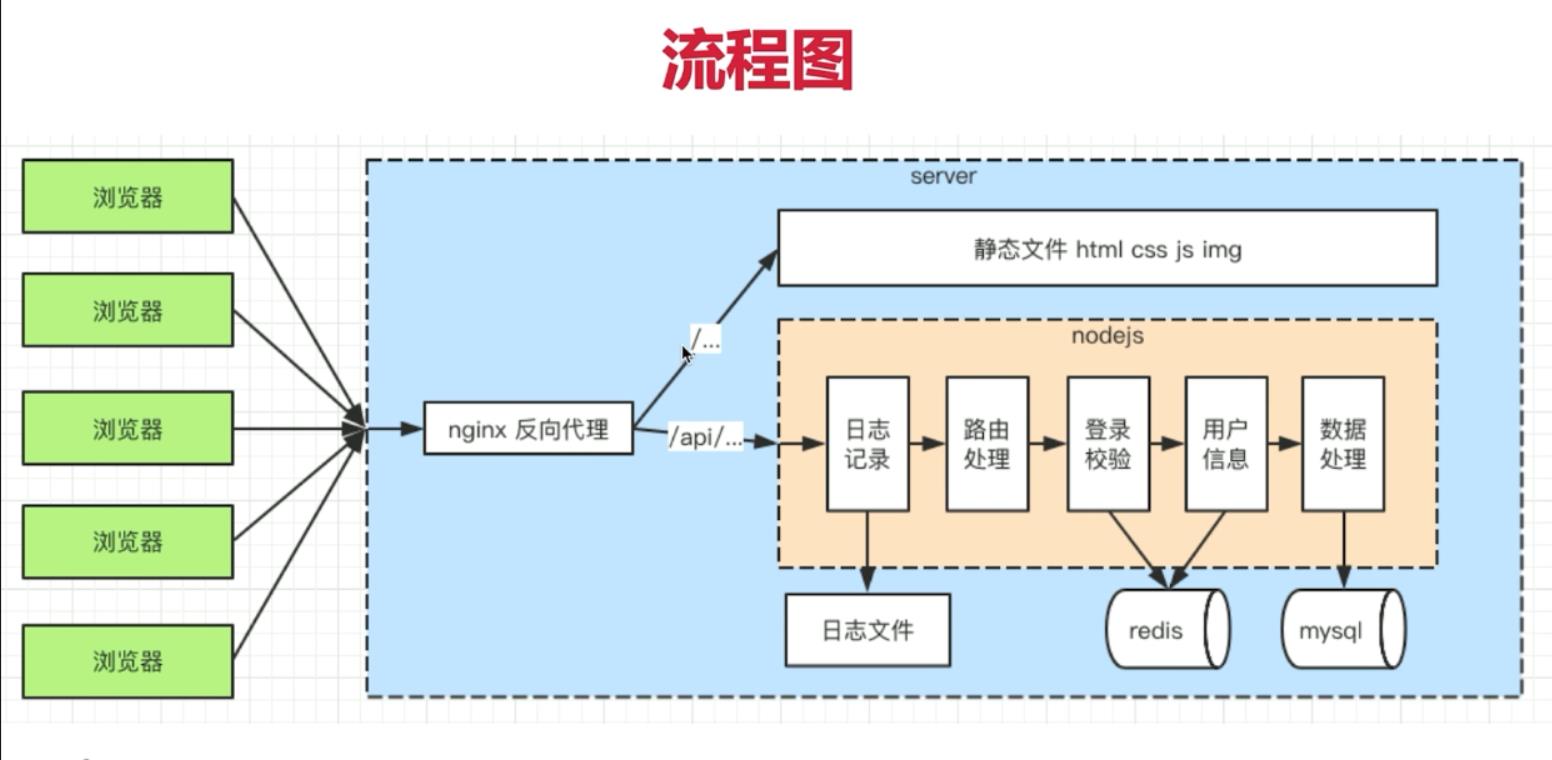 流程图
浏览器
浏览器
浏览器
浏览器
浏览器
server
静态文件 html css js img
/...
nginx 反向代理
/api/...
nodejs
日志
记录
路由
处理
登录
校验
用户
信息
数据
处理
日志文件
redis
mysql